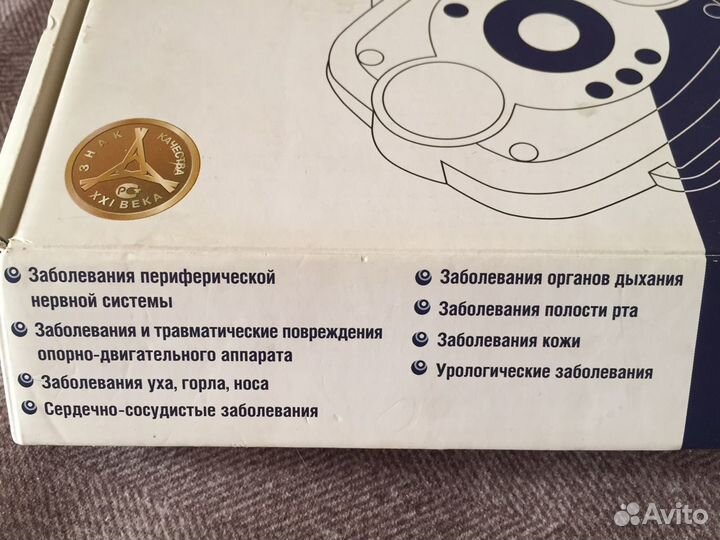 ЗНАК КАЧЕСТВА
XXI ВЕКА
РСТ
Заболевания периферической
нервной системы
Заболевания и травматические повреждения
опорно-двигательного аппарата
Заболевания уха, горла, носа
Сердечно-сосудистые заболевания
Заболевания органов дыхания
Заболевания полости рта
Заболевания кожи
Урологические заболевания
Avito